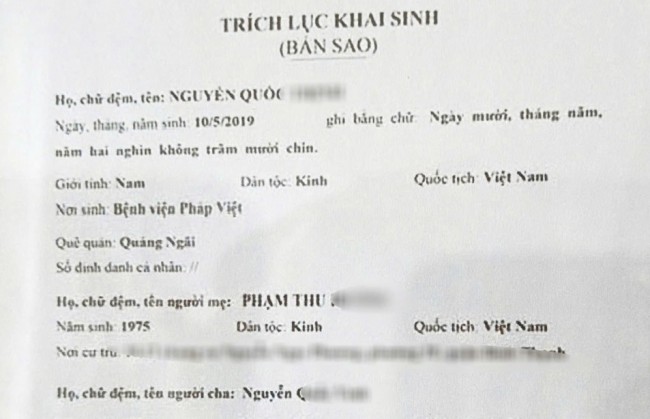 TRÍCH LỤC KHAI SINH
(BẢN SAO)
Họ, chữ đệm, tên: NGUYỄN QUỐC
Ngày, tháng, năm sinh: 10/5/2019 ghi bằng chữ: Ngày mười, tháng năm,
năm hai nghìn không trăm mười chín.
Giới tính: Nam Dân tộc: Kinh Quốc tịch: Việt Nam
Nơi sinh: Bệnh viện Pháp Việt
Quê quán: Quảng Ngãi
Số định danh cá nhân: //
Họ, chữ đệm, tên người mẹ: PHẠM THU
Năm sinh: 1975 Dân tộc: Kinh Quốc tịch: Việt Nam
Nơi cư trú:
Họ, chữ đệm, tên người cha: Nguyễn